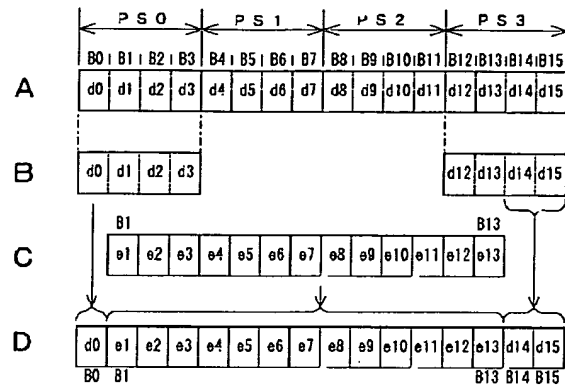 PS0 PS1 PS2 PS3
B0 B1 B2 B3 B4 B5 B6 B7 B8 B9 B10 B11 B12 B13 B14 B15
A d0 d1 d2 d3 d4 d5 d6 d7 d8 d9 d10 d11 d12 d13 d14 d15
B d0 d1 d2 d3 d12 d13 d14 d15
B1 B13
C e1 e2 e3 e4 e5 e6 e7 e8 e9 e10 e11 e12 e13
D d0 e1 e2 e3 e4 e5 e6 e7 e8 e9 e10 e11 e12 e13 d14 d15
B0 B1 B13 B14 B15